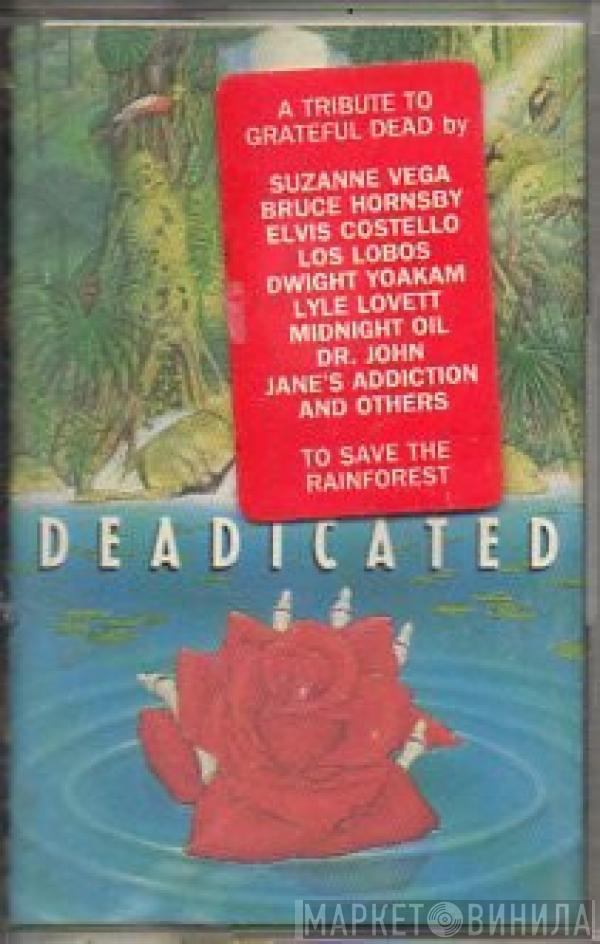 A TRIBUTE TO
GRATEFUL DEAD by
SUZANNE VEGA
BRUCE HORNSBY
ELVIS COSTELLO
LOS LOBOS
DWIGHT YOAKAM
LYLE LOVETT
MIDNIGHT OIL
DR. JOHN
JANE'S ADDICTION
AND OTHERS
TO SAVE THE
RAINFOREST
DEADICATED
МАРКЕТ ВИНИЛА